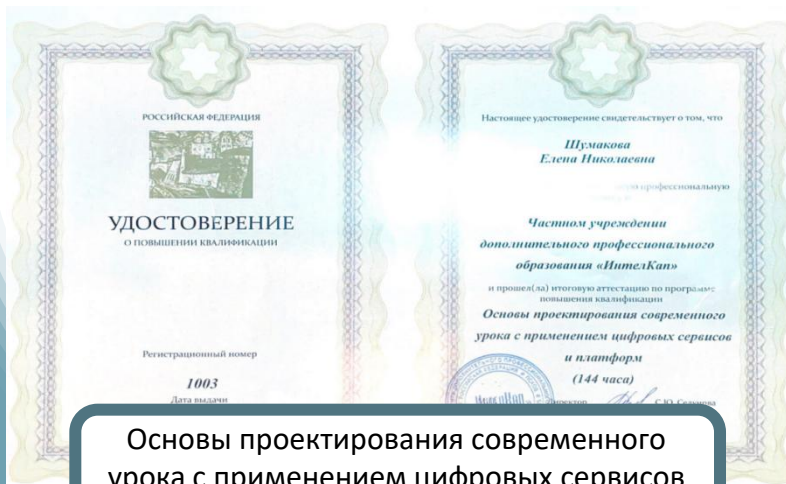 РОССИЙСКАЯ ФЕДЕРАЦИЯ
УДОСТОВЕРЕНИЕ
О ПОВЫШЕНИИ КВАЛИФИКАЦИИ
Регистрационный номер
1003
Дата выдачи
Настоящее удостоверение свидетельствует о том, что
Шумакова
Елена Николаевна
профессиональную
Частном учреждении
дополнительного профессионального
образования «ИнтелКап»
и прошел(ла) итоговую аттестацию по программе
повышения квалификации
Основы проектирования современного
урока с применением цифровых сервисов
и платформ
(144 часа)
Директор
Основы проектирования современного
урока с применением цифровых сервисов